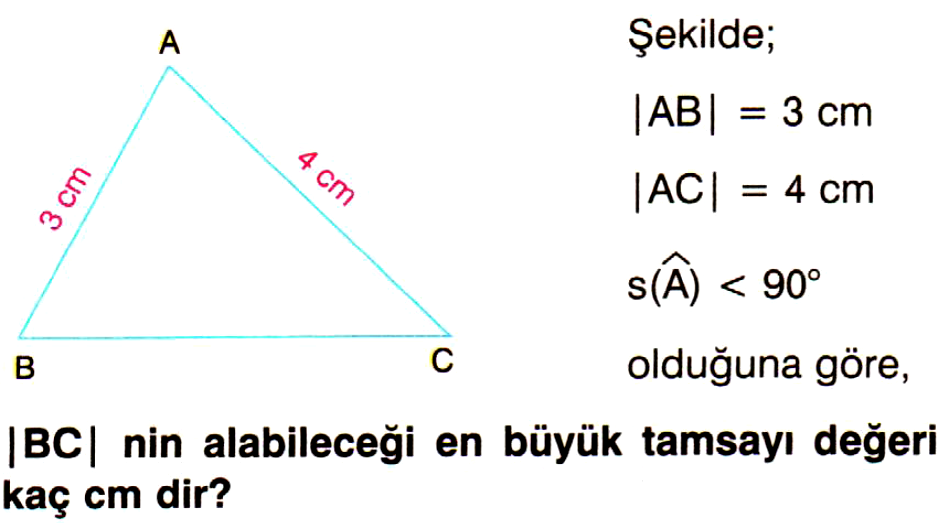 A
3 cm
4 cm
B
C
Şekilde;
|AB| = 3 cm
|AC| = 4 cm
s(Â) < 90°
olduğuna göre,
|BC| nin alabileceği en büyük tamsayı değeri
kaç cm dir?